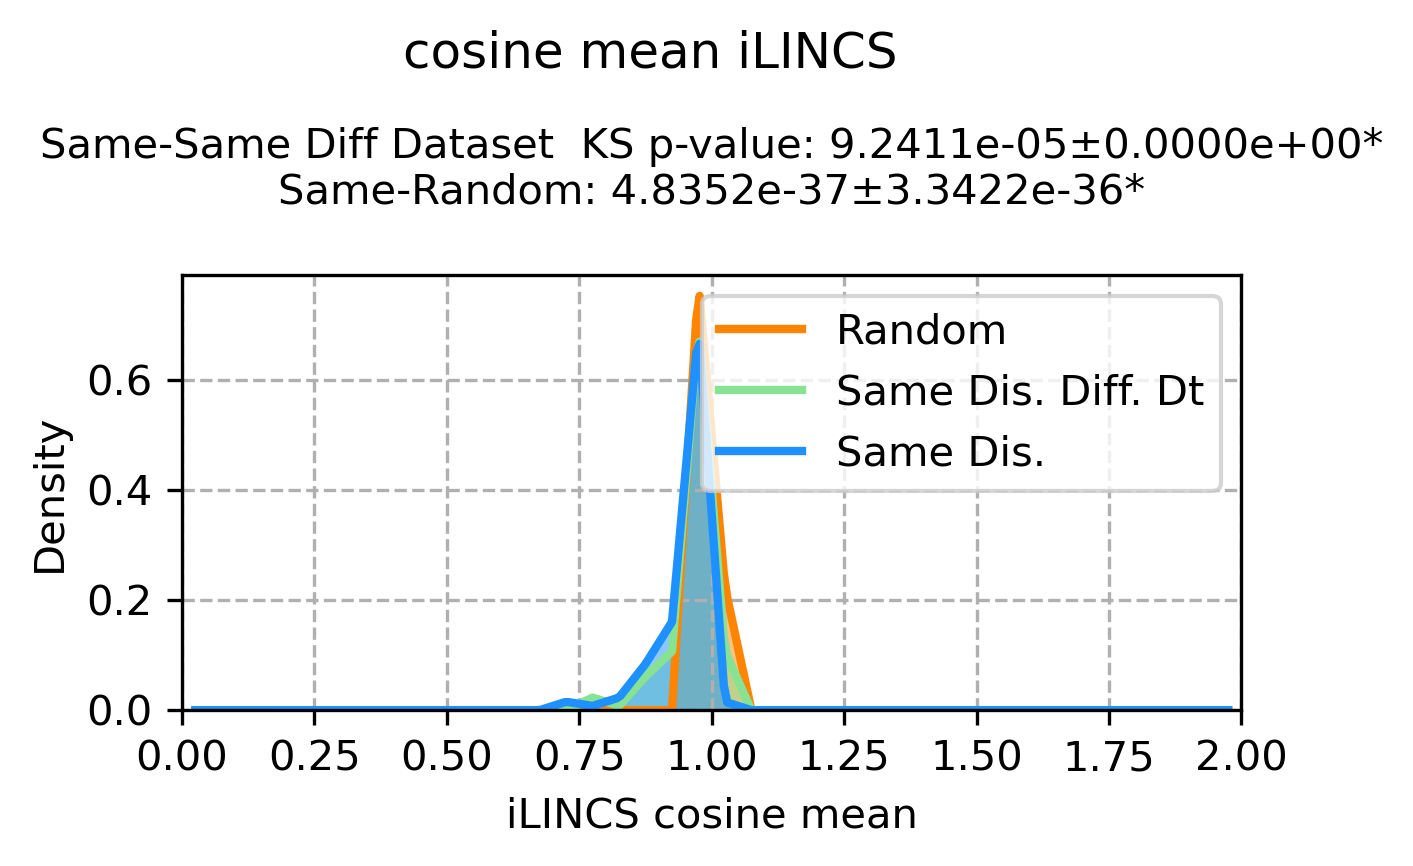 cosine mean iLINCS
Same-Same Diff Dataset  KS p-value: 9.2411e-05±0.0000e+00*
Same-Random: 4.8352e-37±3.3422e-36*
Random
Same Dis. Diff. Dt
Same Dis.
Density
0.6
0.4
0.2
0.0
0.00 0.25 0.50 0.75 1.00 1.25 1.50 1.75 2.00
iLINCS cosine mean